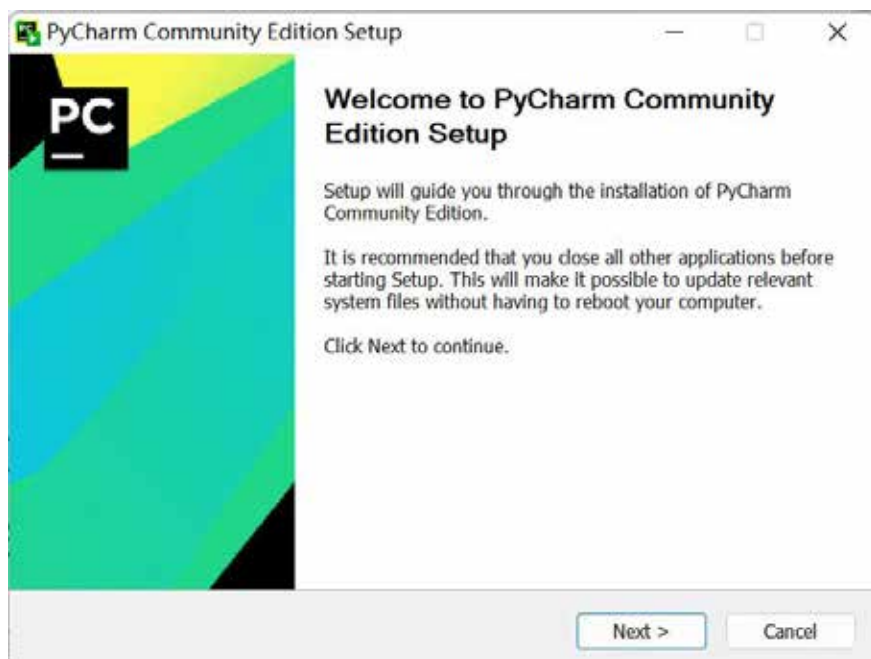 PyCharm Community Edition Setup
PC
Welcome to PyCharm Community
Edition Setup
Setup will guide you through the installation of PyCharm
Community Edition.
It is recommended that you close all other applications before
starting Setup. This will make it possible to update relevant
system files without having to reboot your computer.
Click Next to continue.
Next >
Cancel